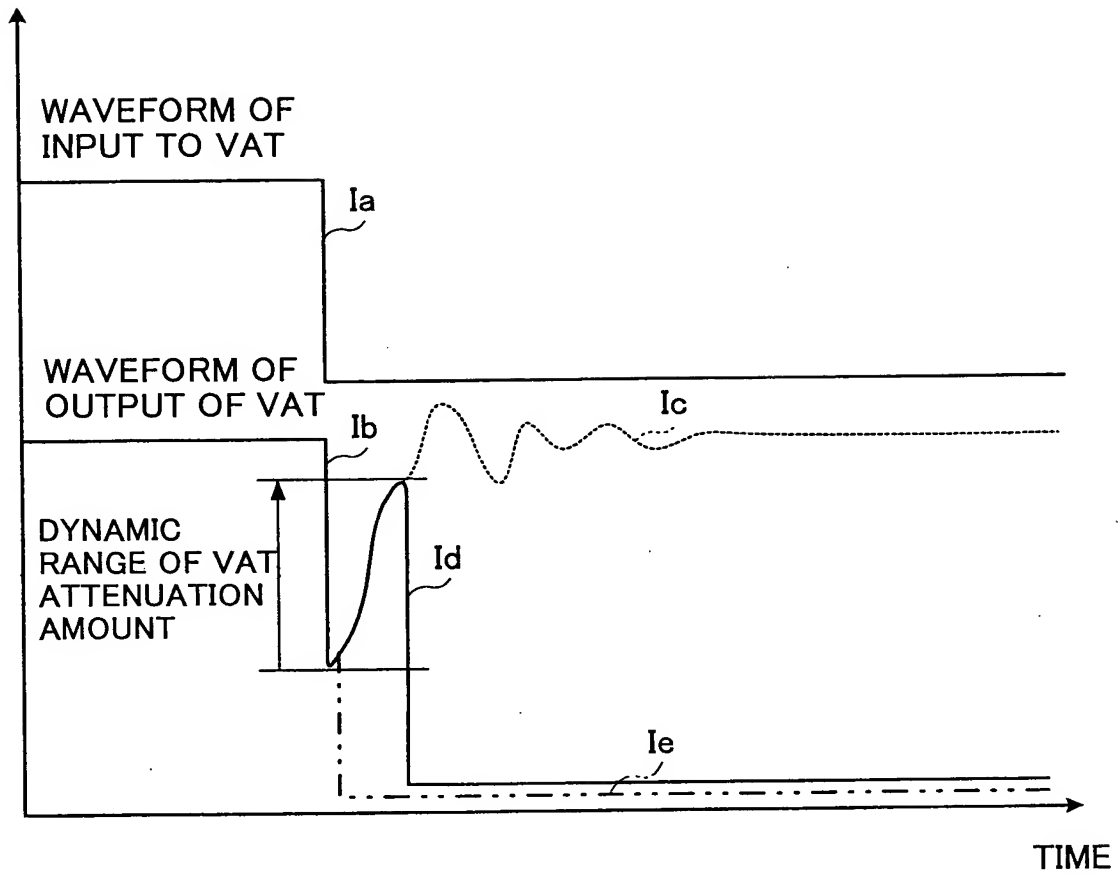 WAVEFORM OF
INPUT TO VAT
Ia
WAVEFORM OF
OUTPUT OF VAT
Ib
Ic
DYNAMIC
RANGE OF VAT
ATTENUATION
AMOUNT
Id
Ie
TIME